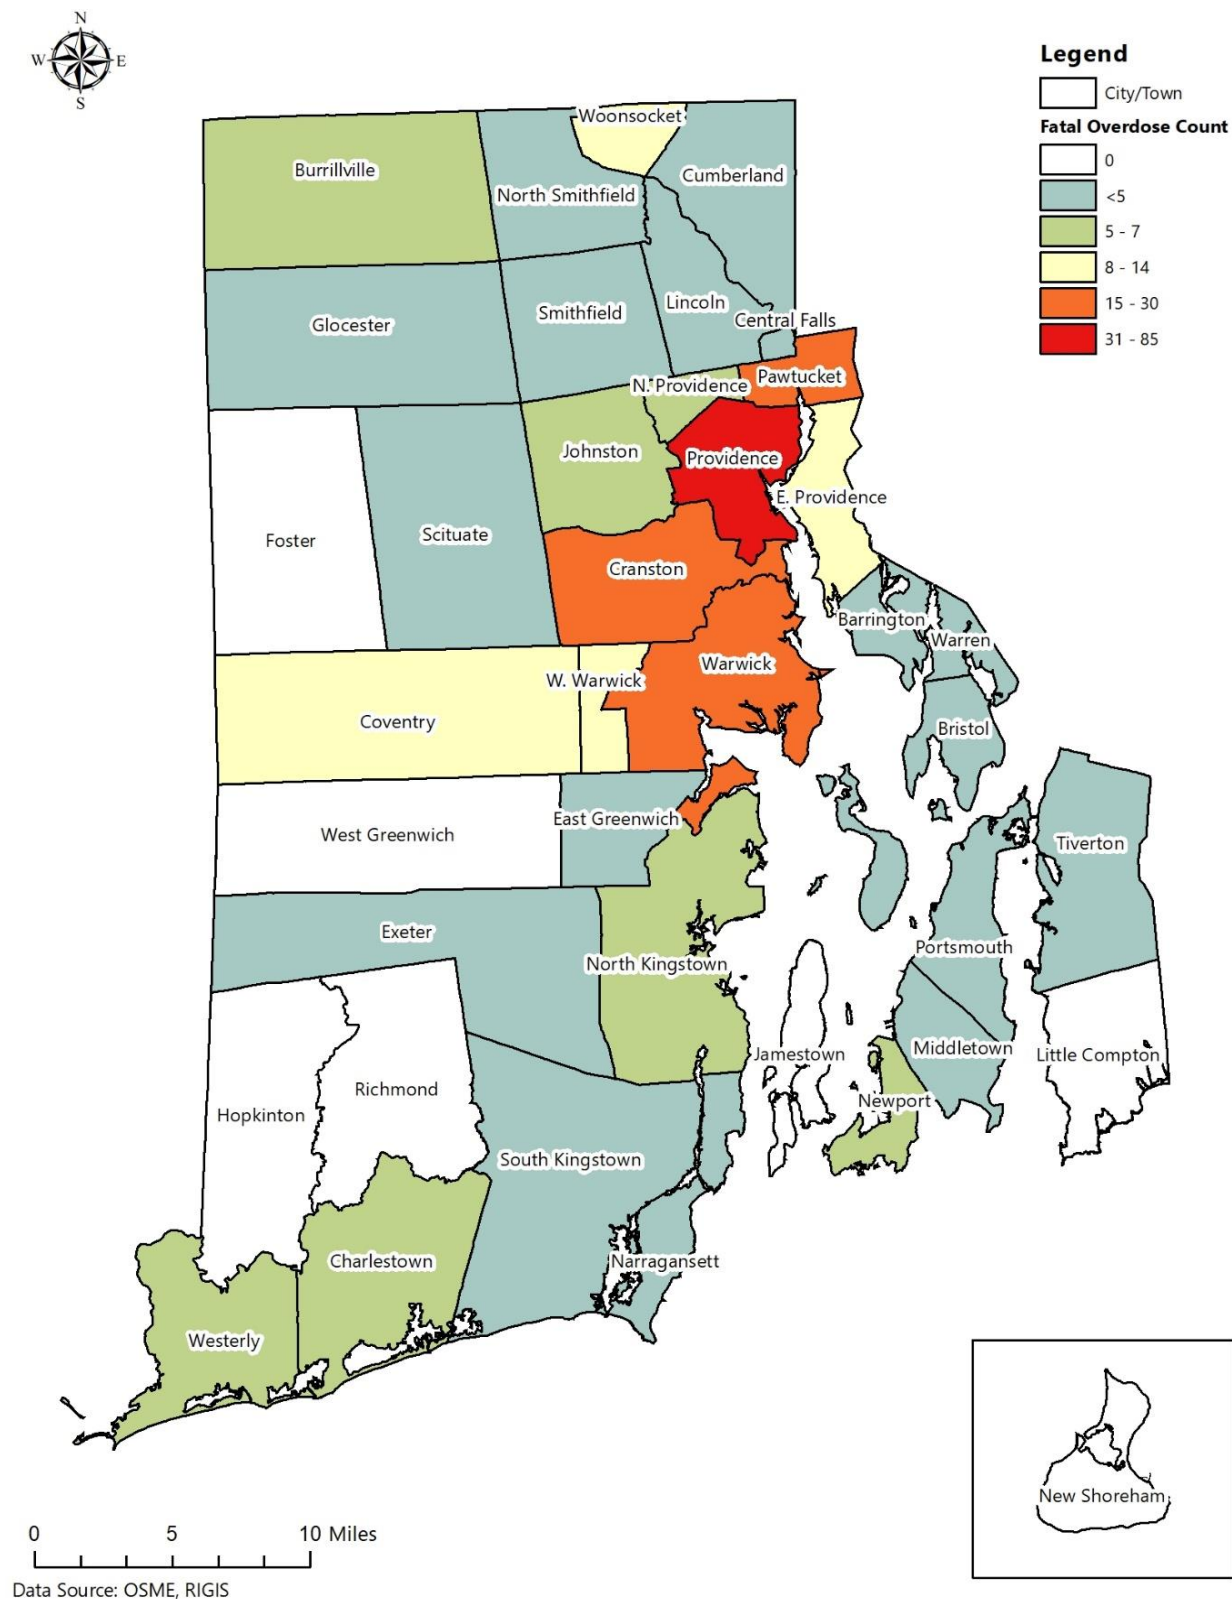 N
W E
S
Legend
City/Town
Fatal Overdose Count
0
<5
5 - 7
8 - 14
15 - 30
31 - 85
Woonsocket
Burrillville
Cumberland
North Smithfield
Lincoln
Smithfield
Central Falls
Glocester
Pawtucket
N. Providence
Johnston
Providence
E. Providence
Scituate
Foster
Cranston
Barrington
Warren
Warwick
W. Warwick
Coventry
Bristol
East Greenwich
West Greenwich
Tiverton
Exeter
Portsmouth
North Kingstown
Middletown
Jamestown
Little Compton
Richmond
Newport
Hopkinton
South Kingstown
Charlestown
Narragansett
Westerly
New Shoreham
0 5 10 Miles
Data Source: OSME, RIGIS